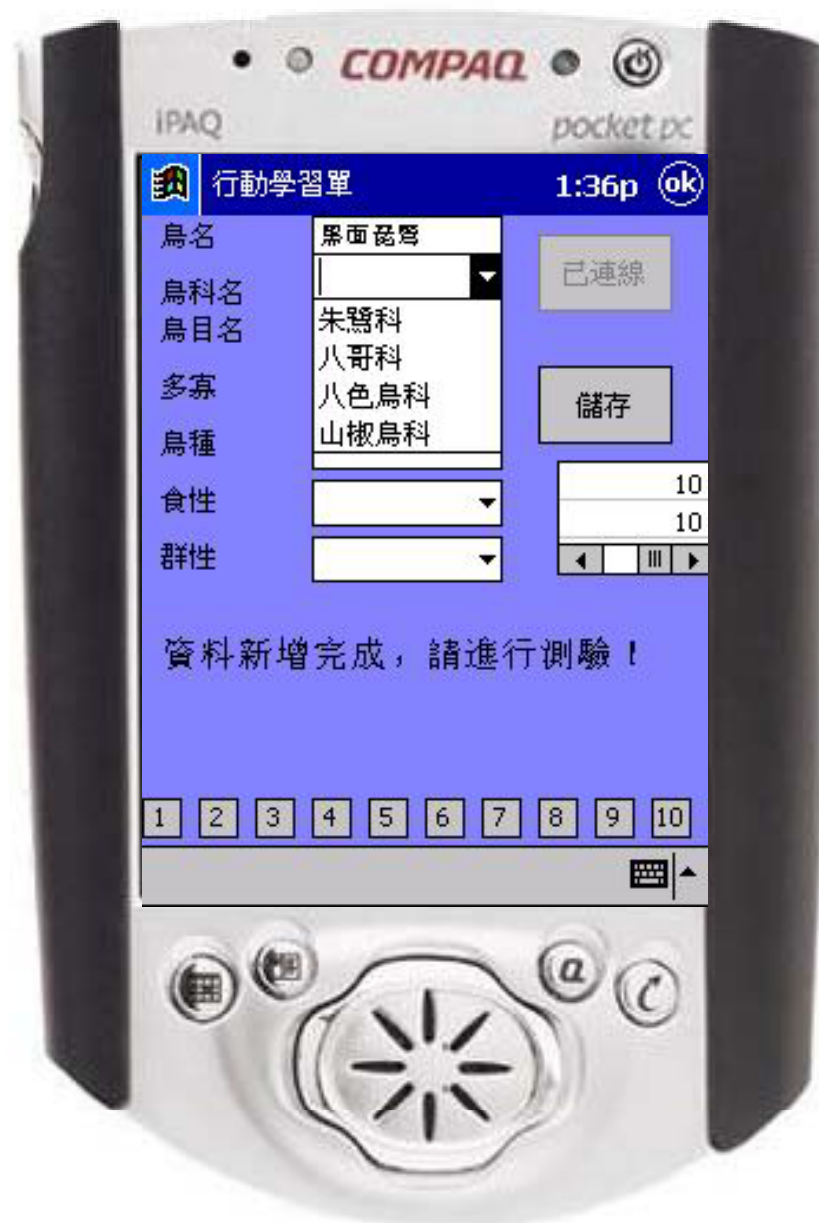 COMPAQ
iPAQ
pocket pc
行動學習單 1:36p ok
鳥名 黑面琵鷺
已連線
鳥科名
鳥目名 朱鷺科
八哥科
多寡 八色鳥科
儲存
鳥種 山椒鳥科
食性 10
10
群性
資料新增完成，請進行測驗！
1 2 3 4 5 6 7 8 9 10
a